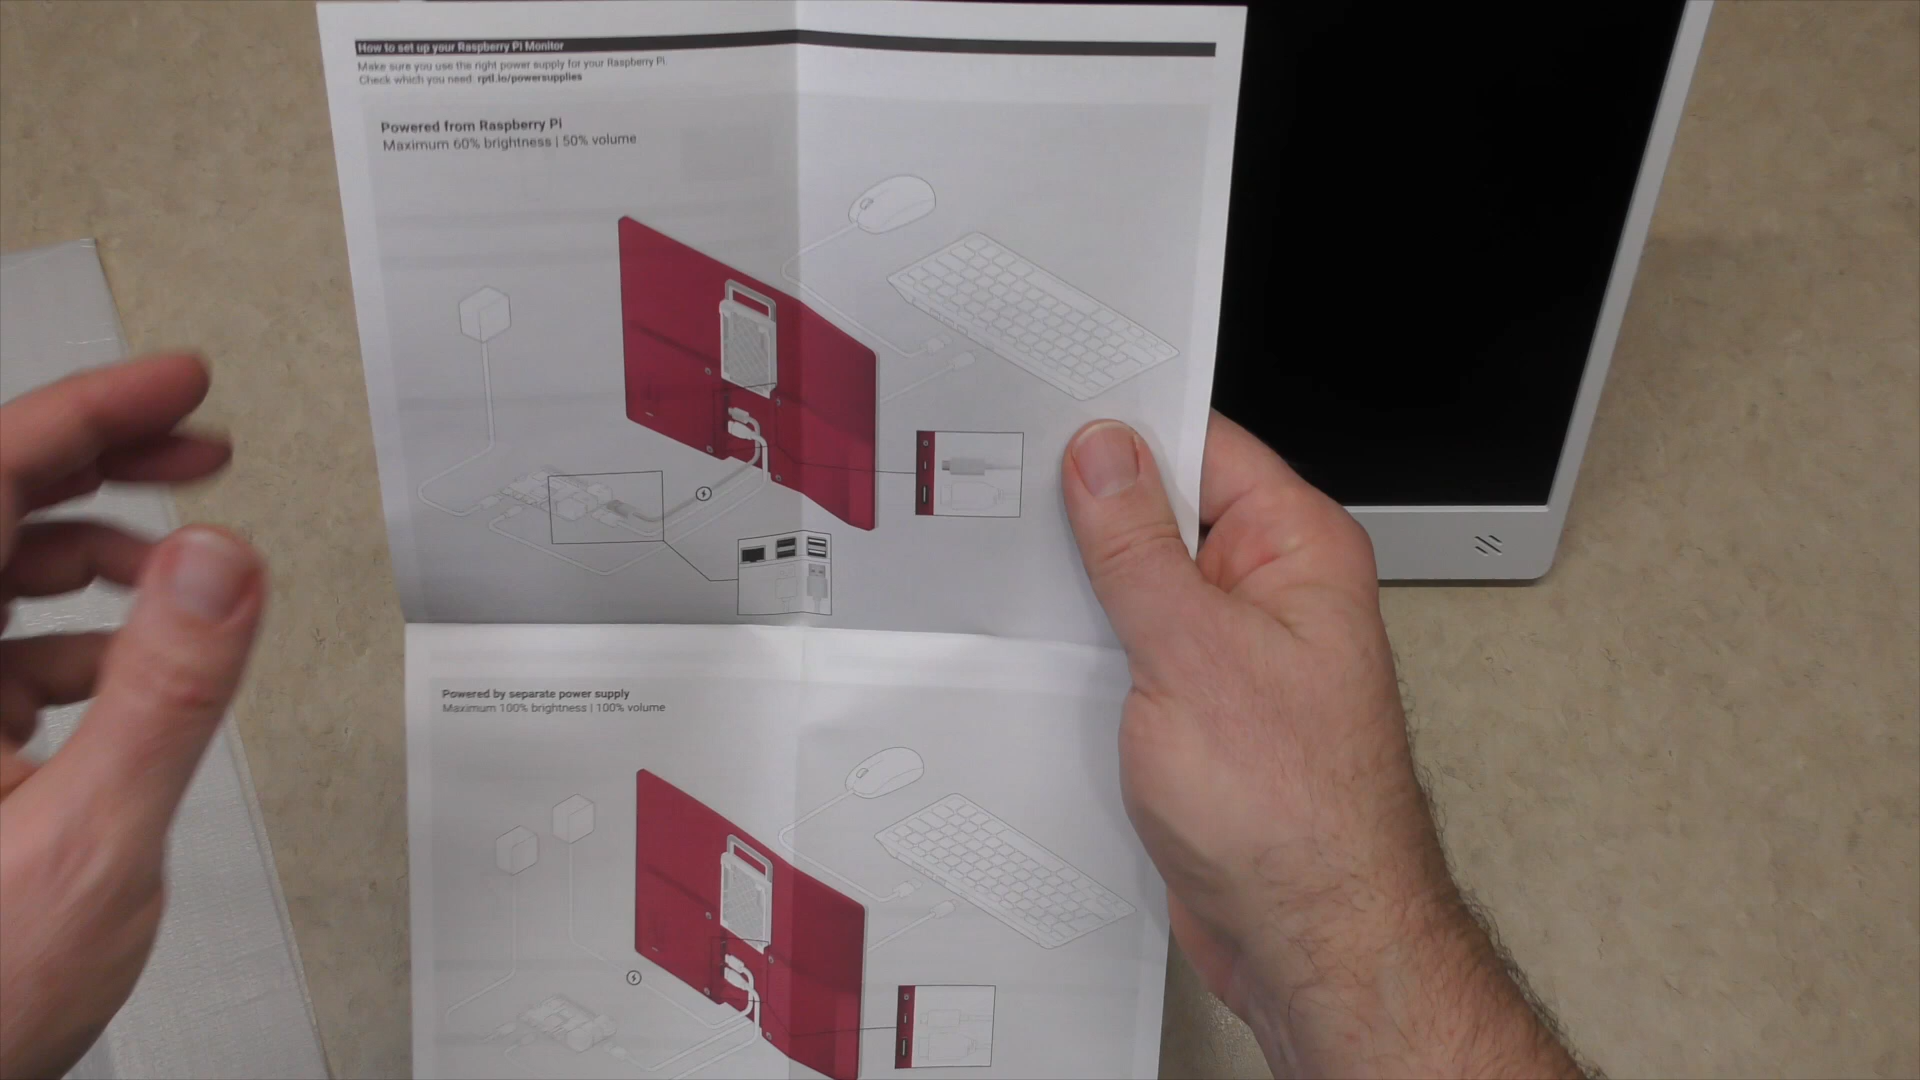 How to set up your Raspberry Pi Monitor
Make sure you use the right power supply for your Raspberry Pi.
Check which you need: rptl.io/powersupplies
Powered from Raspberry Pi
Maximum 60% brightness | 50% volume
Powered by separate power supply
Maximum 100% brightness | 100% volume